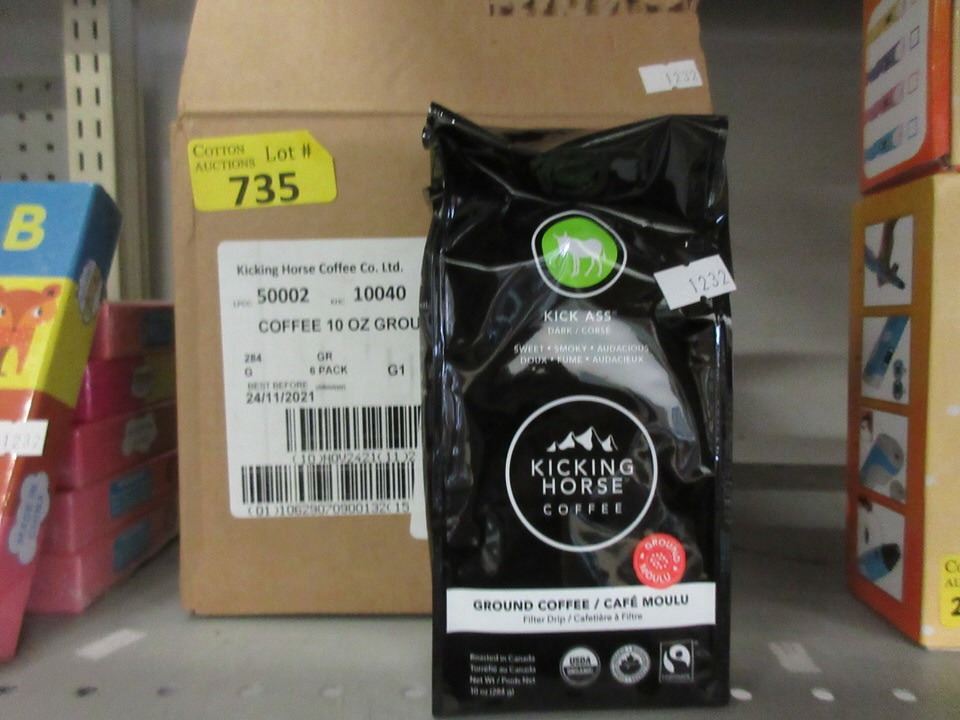 1232
COTTON
AUCTIONS
Lot #
735
B
Kicking Horse Coffee Co. Ltd.
50002
10040
COFFEE 10 OZ GROU
284
G
GR
6 PACK
G1
BEST BEFORE
24/11/2021
1232
KICK ASS
DARK / CORSÉ
SWEET • SMOKY • AUDACIOUS
DOUX • FUMÉ • AUDACIEUX
1232
KICKING
HORSE
COFFEE
GROUND
MOULU
GROUND COFFEE / CAFÉ MOULU
Filter Drip / Cafetière à Filtre
Roasted in Canada
Torréfié au Canada
Net Wt / Poids Net
10 oz (284 g)
USDA
ORGANIC